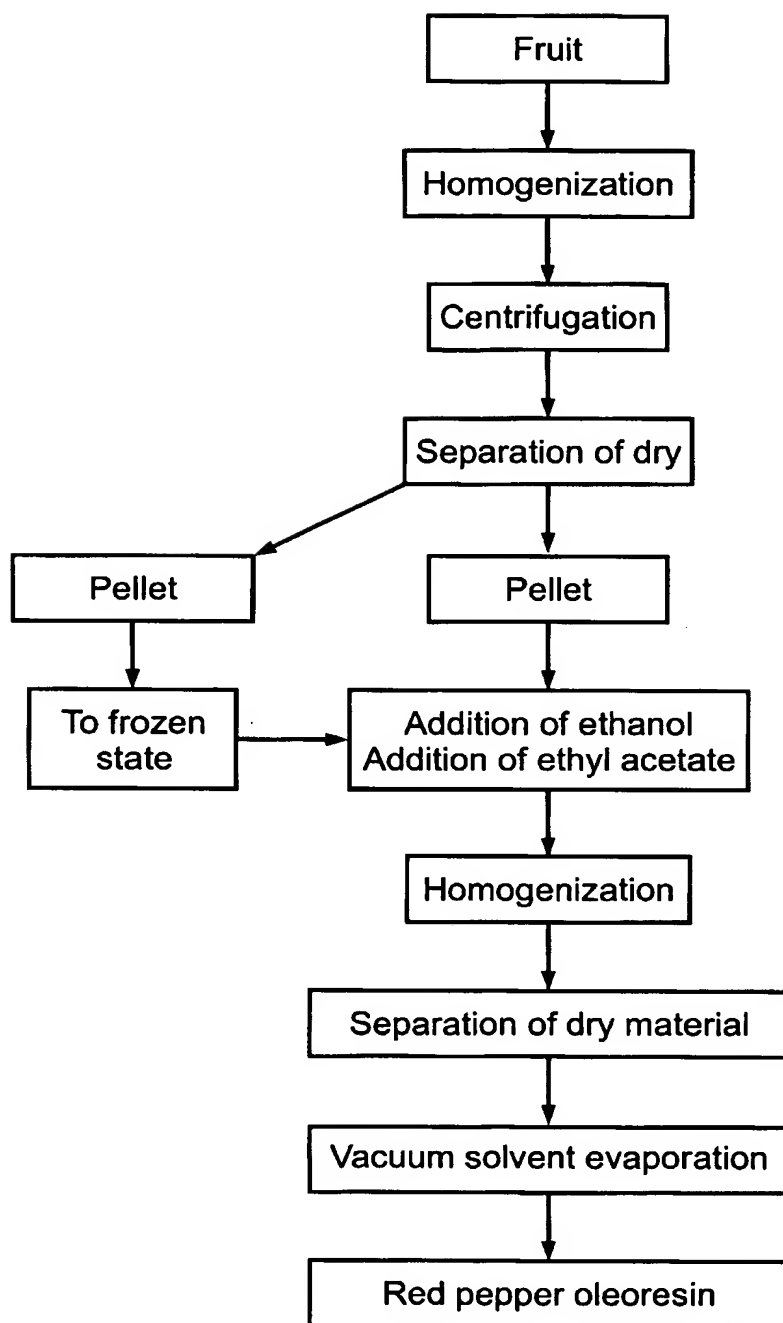 Fruit
Homogenization
Centrifugation
Separation of dry
Pellet
Pellet
To frozen
state
Addition of ethanol
Addition of ethyl acetate
Homogenization
Separation of dry material
Vacuum solvent evaporation
Red pepper oleoresin